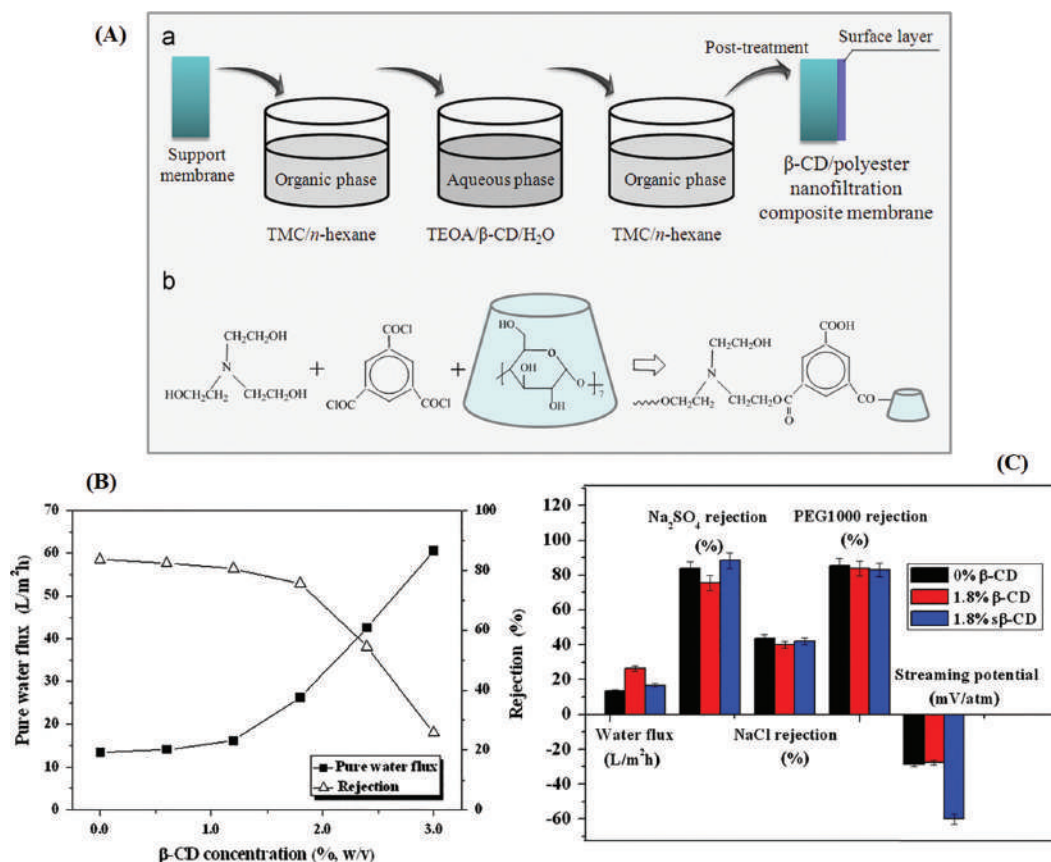 (A)
a
Post-treatment
Surface layer
Support
membrane
Organic phase
Aqueous phase
Organic phase
β-CD/polyester
nanofiltration
composite membrane
TMC/n-hexane
TEOA/β-CD/H₂O
TMC/n-hexane
b
CH₂CH₂OH
N
HOCH₂CH₂
CH₂CH₂OH
+
COCl
ClOC
COCl
+
HO
O
OH
O
OH
7
CH₂CH₂OH
N
OCH₂CH₂
CH₂CH₂OC
O
COOH
CO
(B)
Pure water flux (L/m²h)
70
60
50
40
30
20
10
0
100
80
60
40
20
0
Rejection (%)
Pure water flux
Rejection
0.0 1.0 2.0 3.0
β-CD concentration (%, w/v)
(C)
120
100
80
60
40
20
0
-20
-40
-60
Na₂SO₄ rejection
(%)
PEG1000 rejection
(%)
0% β-CD
1.8% β-CD
1.8% sβ-CD
Streaming potential
(mV/atm)
Water flux
(L/m²h)
NaCl rejection
(%)